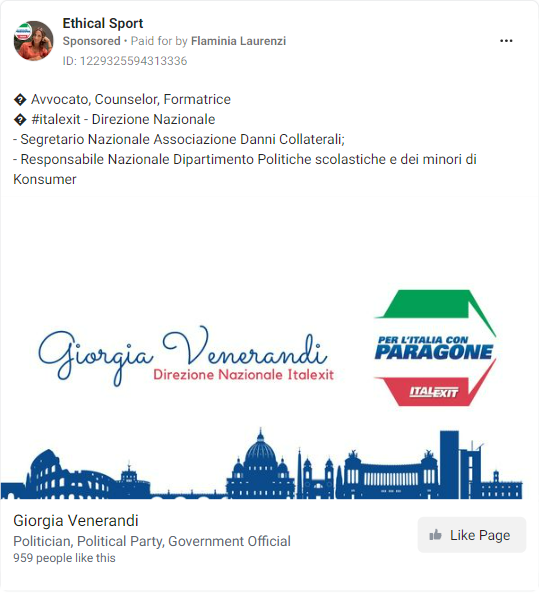 Ethical Sport
Sponsored • Paid for by Flaminia Laurenzi
ID: 1229325594313336
� Avvocato, Counselor, Formatrice
� #italexit - Direzione Nazionale
- Segretario Nazionale Associazione Danni Collaterali;
- Responsabile Nazionale Dipartimento Politiche scolastiche e dei minori di
Konsumer
Giorgia Venerandi
Direzione Nazionale Italexit
PER L'ITALIA CON
PARAGONE
ITALEXIT
Giorgia Venerandi
Politician, Political Party, Government Official
959 people like this
Like Page